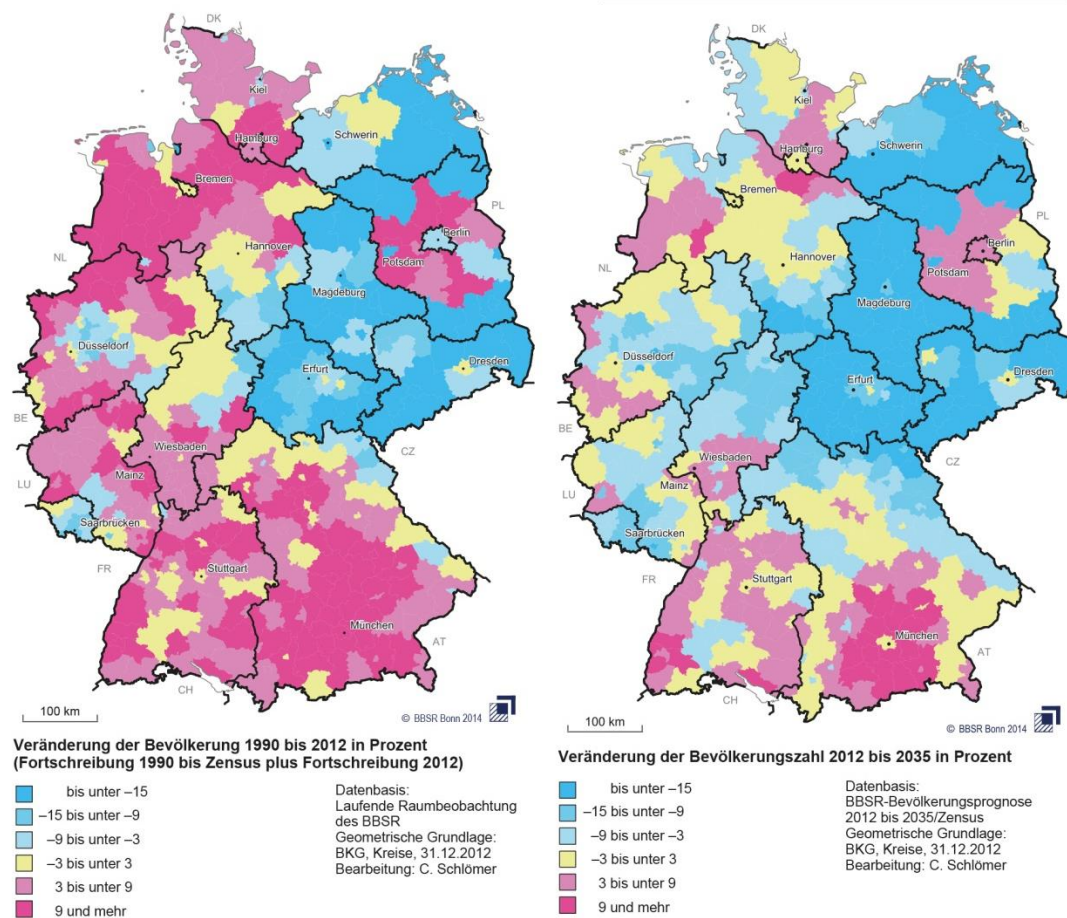 DK
Kiel
Schwerin
Hamburg
Bremen
PL
Berlin
Hannover
NL
Potsdam
Magdeburg
Düsseldorf
Dresden
Erfurt
BE
Wiesbaden
CZ
LU
Mainz
Saarbrücken
FR
Stuttgart
München
AT
CH
100 km
© BBSR Bonn 2014
Veränderung der Bevölkerung 1990 bis 2012 in Prozent
(Fortschreibung 1990 bis Zensus plus Fortschreibung 2012)
bis unter –15
–15 bis unter –9
–9 bis unter –3
–3 bis unter 3
3 bis unter 9
9 und mehr
Datenbasis:
Laufende Raumbeobachtung
des BBSR
Geometrische Grundlage:
BKG, Kreise, 31.12.2012
Bearbeitung: C. Schlömer
DK
Kiel
Schwerin
Hamburg
Bremen
PL
Berlin
Hannover
NL
Potsdam
Magdeburg
Düsseldorf
Dresden
Erfurt
BE
Wiesbaden
CZ
LU
Mainz
Saarbrücken
FR
Stuttgart
München
AT
CH
100 km
© BBSR Bonn 2014
Veränderung der Bevölkerungszahl 2012 bis 2035 in Prozent
bis unter –15
–15 bis unter –9
–9 bis unter –3
–3 bis unter 3
3 bis unter 9
9 und mehr
Datenbasis:
BBSR-Bevölkerungsprognose
2012 bis 2035/Zensus
Geometrische Grundlage:
BKG, Kreise, 31.12.2012
Bearbeitung: C. Schlömer